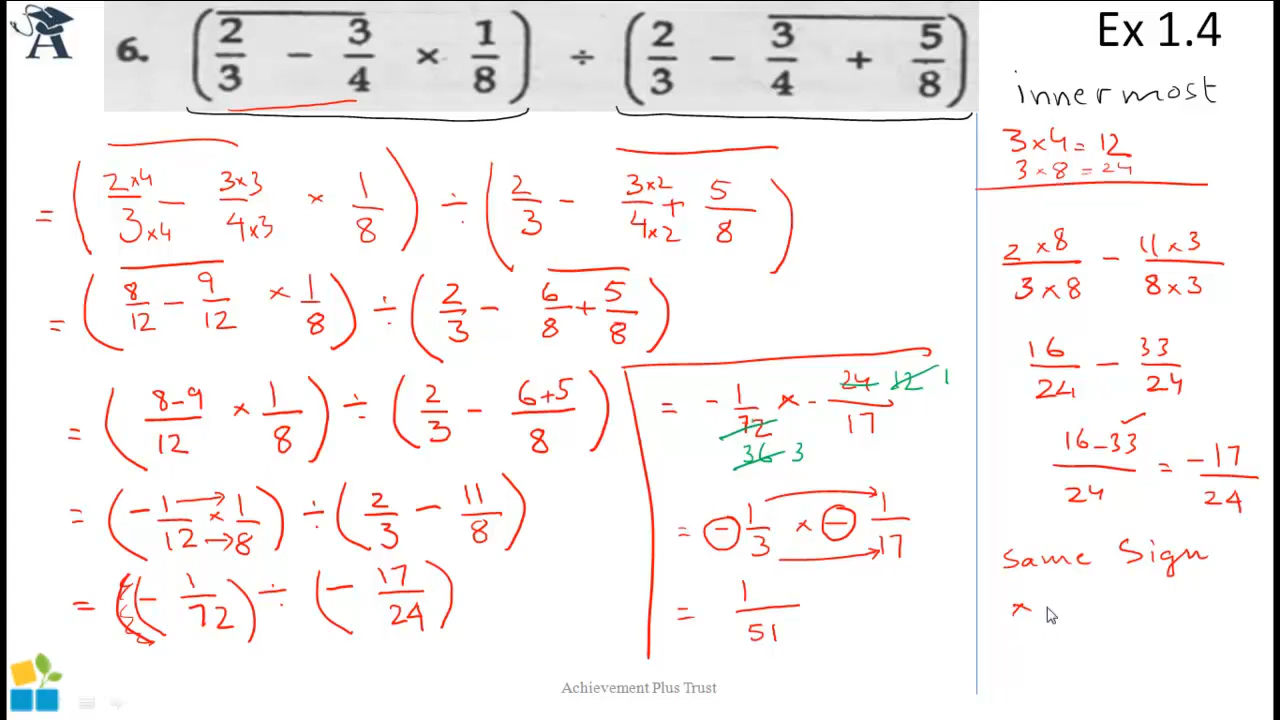 6. (2/3 − 3/4 × 1/8) ÷ (2/3 − 3/4 + 5/8)
= (2×4/3×4 − 3×3/4×3 × 1/8) ÷ (2/3 − 3×2/4×2 + 5/8)
= (8/12 − 9/12 × 1/8) ÷ (2/3 − 6/8 + 5/8)
= (8−9/12 × 1/8) ÷ (2/3 − 6+5/8)
= (−1/12 × 1/8) ÷ (2/3 − 11/8)
= (−1/72) ÷ (−17/24)
= −1/72 × −24/17
12 1
36 3
= −1/3 × −1/17
= 1/51
Ex 1.4
innermost
3×4=12
3×8=24
2×8/3×8 − 11×3/8×3
16/24 − 33/24
16−33/24 = −17/24
Same Sign
×
Achievement Plus Trust